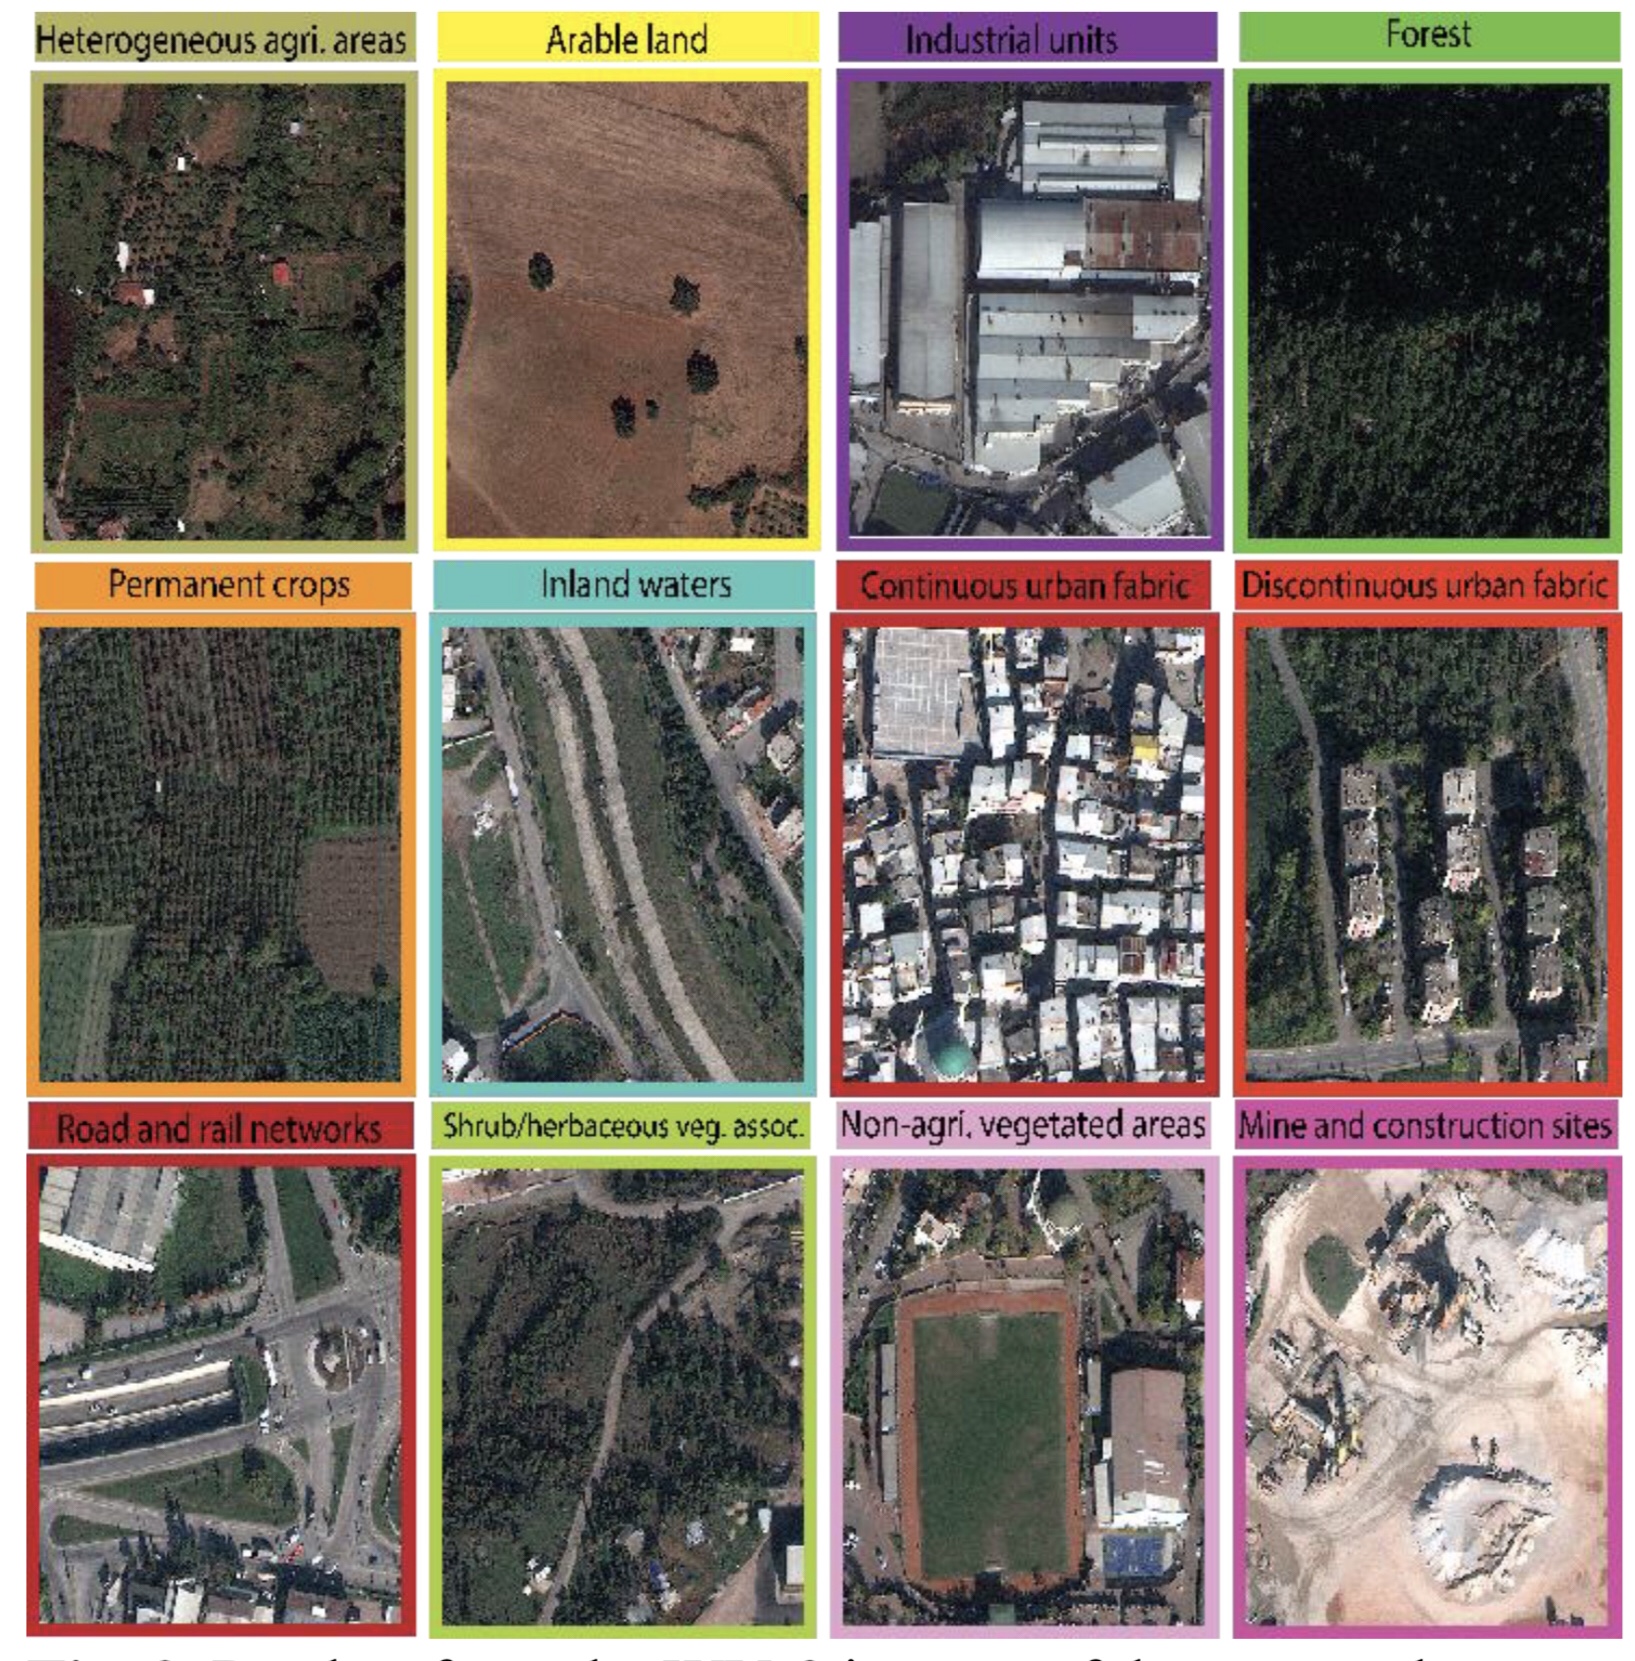 Heterogeneous agri. areas
Arable land
Industrial units
Forest
Permanent crops
Inland waters
Continuous urban fabric
Discontinuous urban fabric
Road and rail networks
Shrub/herbaceous veg. assoc.
Non-agri. vegetated areas
Mine and construction sites